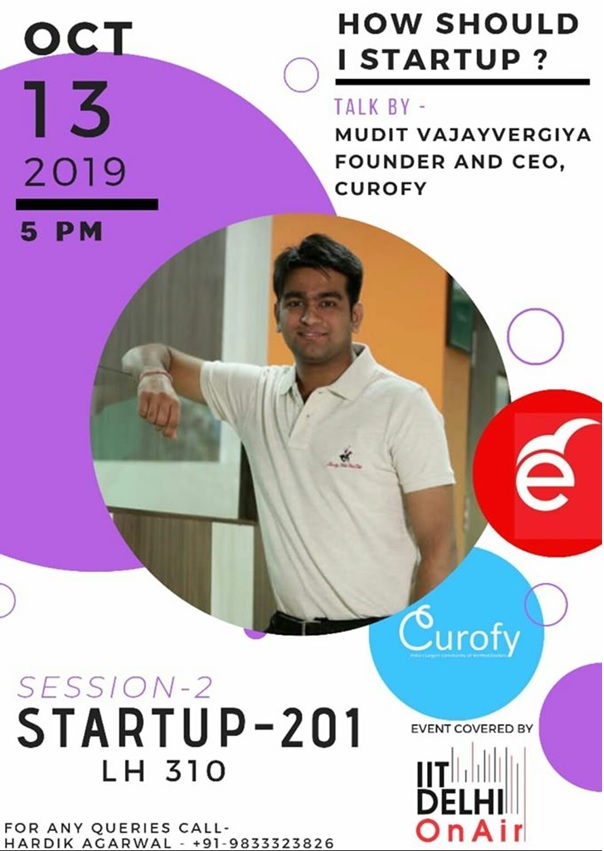 OCT
13
2019
5 PM
HOW SHOULD
I STARTUP ?
TALK BY -
MUDIT VAJAYVERGIYA
FOUNDER AND CEO,
CUROFY
e
Curofy
SESSION-2
STARTUP-201
LH 310
EVENT COVERED BY
IIT
DELHI
OnAir
FOR ANY QUERIES CALL-
HARDIK AGARWAL - +91-9833323826